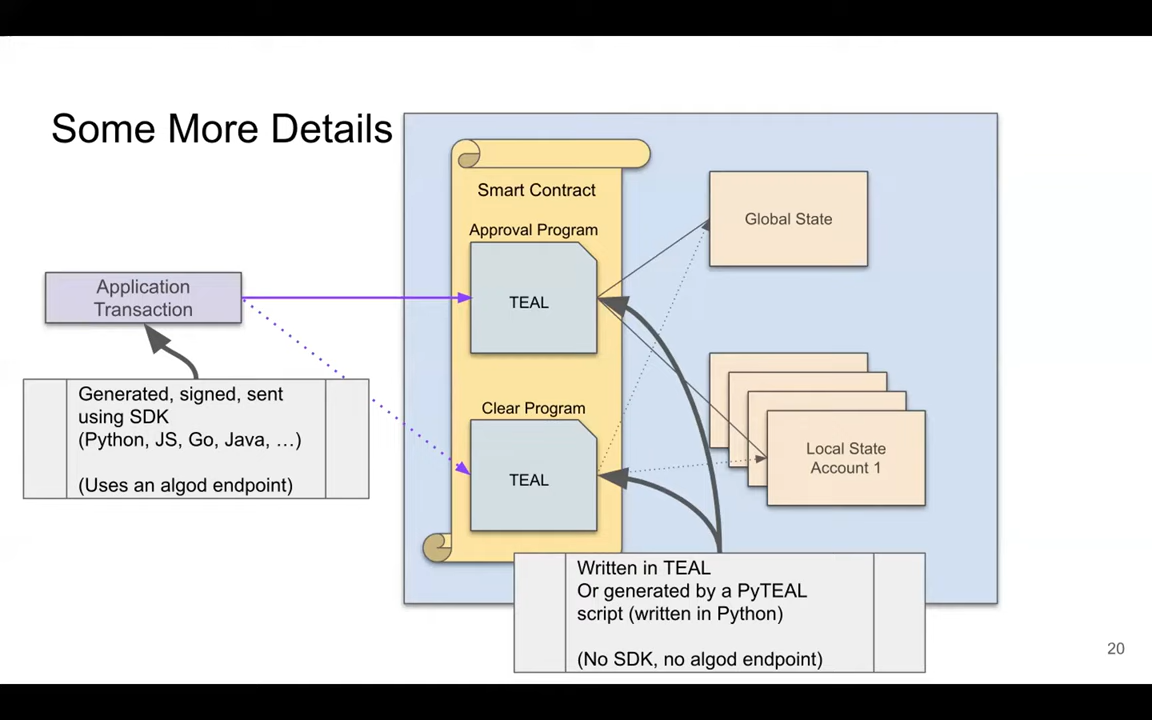 Some More Details
Smart Contract
Approval Program
TEAL
Global State
Application
Transaction
Generated, signed, sent
using SDK
(Python, JS, Go, Java, …)
(Uses an algod endpoint)
Clear Program
TEAL
Local State
Account 1
Written in TEAL
Or generated by a PyTEAL
script (written in Python)
(No SDK, no algod endpoint)
20